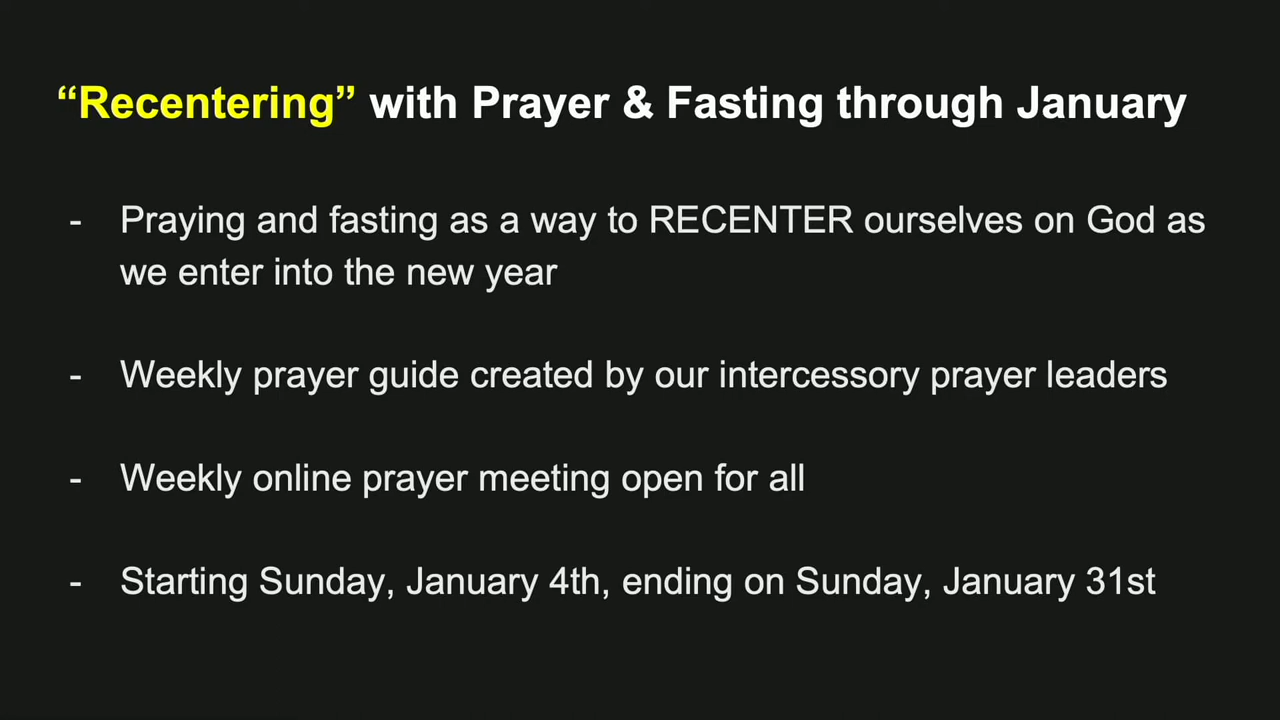 “Recentering” with Prayer & Fasting through January
- Praying and fasting as a way to RECENTER ourselves on God as
we enter into the new year
- Weekly prayer guide created by our intercessory prayer leaders
- Weekly online prayer meeting open for all
- Starting Sunday, January 4th, ending on Sunday, January 31st